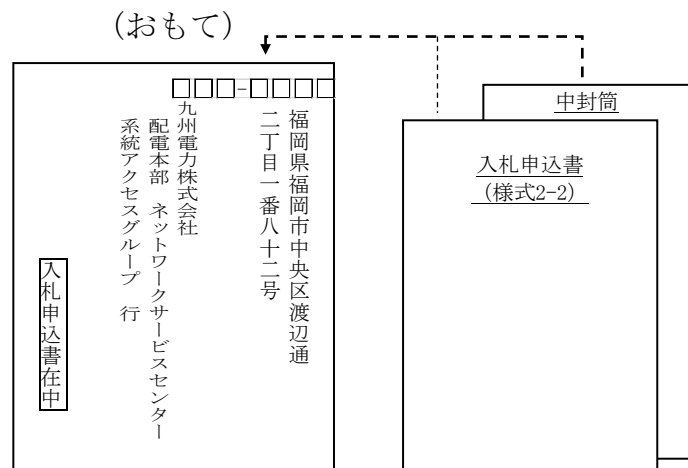 (おもて)
□□□-□□□□
福岡県福岡市中央区渡辺通
二丁目一番八十二号
九州電力株式会社
配電本部 ネットワークサービスセンター
系統アクセスグループ 行
入札申込書在中
中封筒
入札申込書
(様式2-2)